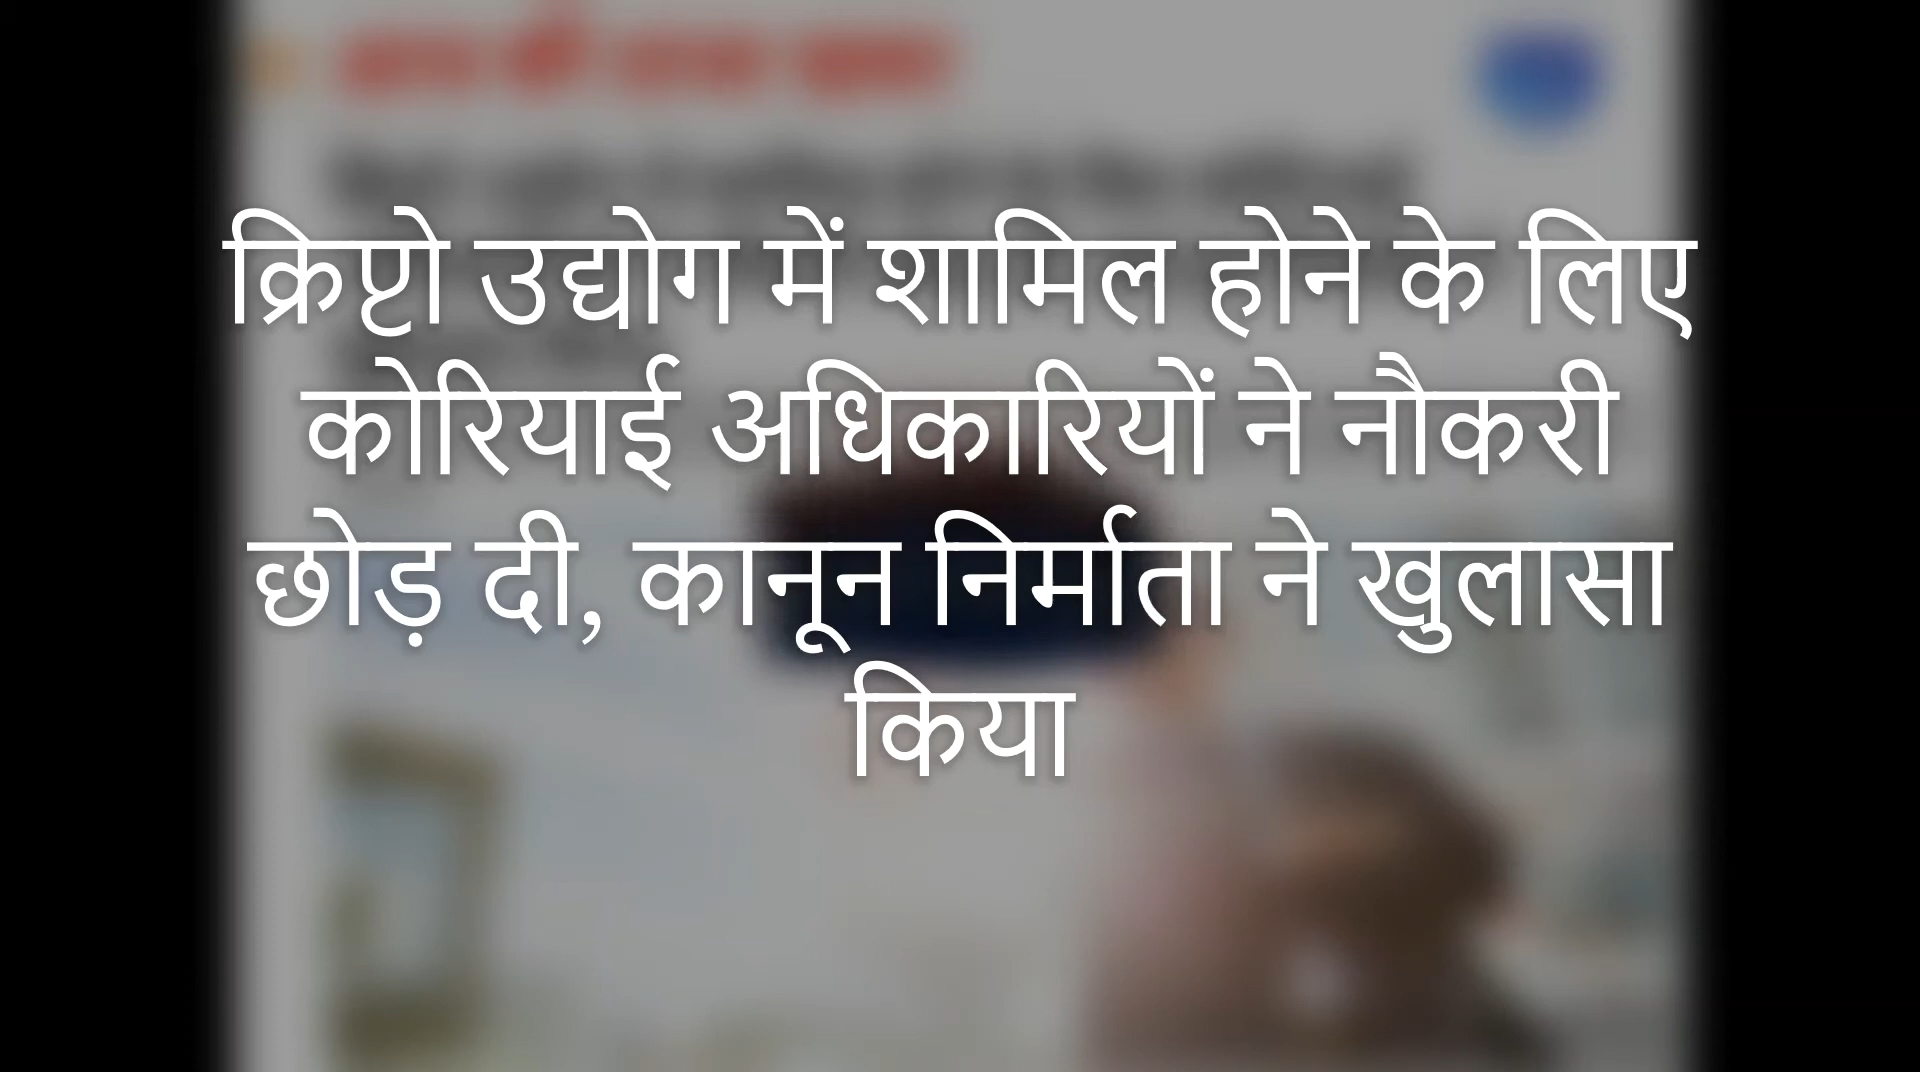 क्रिप्टो उद्योग में शामिल होने के लिए
कोरियाई अधिकारियों ने नौकरी
छोड़ दी, कानून निर्माता ने खुलासा
किया